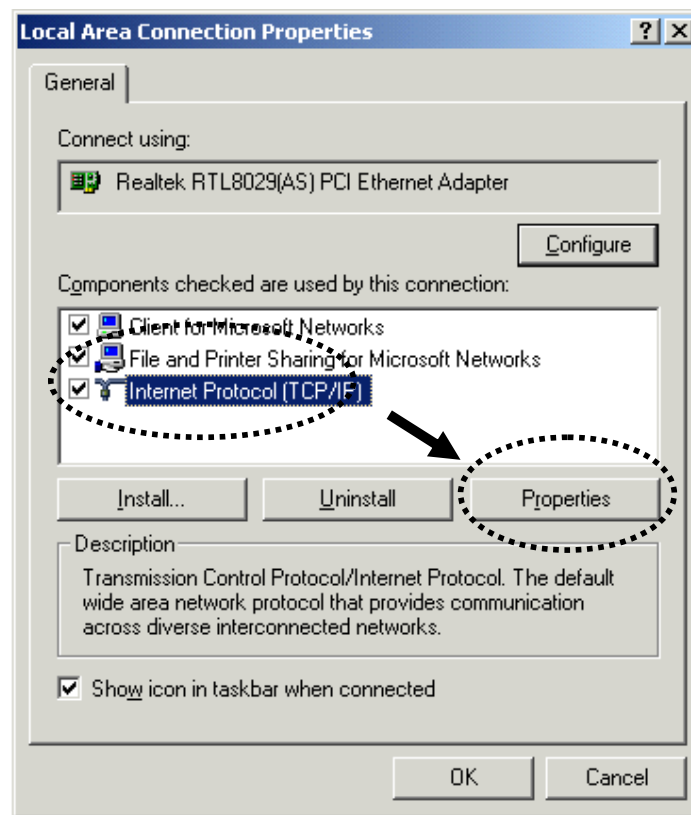 Local Area Connection Properties
General
Connect using:
Realtek RTL8029(AS) PCI Ethernet Adapter
Configure
Components checked are used by this connection:
Client for Microsoft Networks
File and Printer Sharing for Microsoft Networks
Internet Protocol (TCP/IP)
Install... Uninstall Properties
Description
Transmission Control Protocol/Internet Protocol. The default
wide area network protocol that provides communication
across diverse interconnected networks.
Show icon in taskbar when connected
OK Cancel